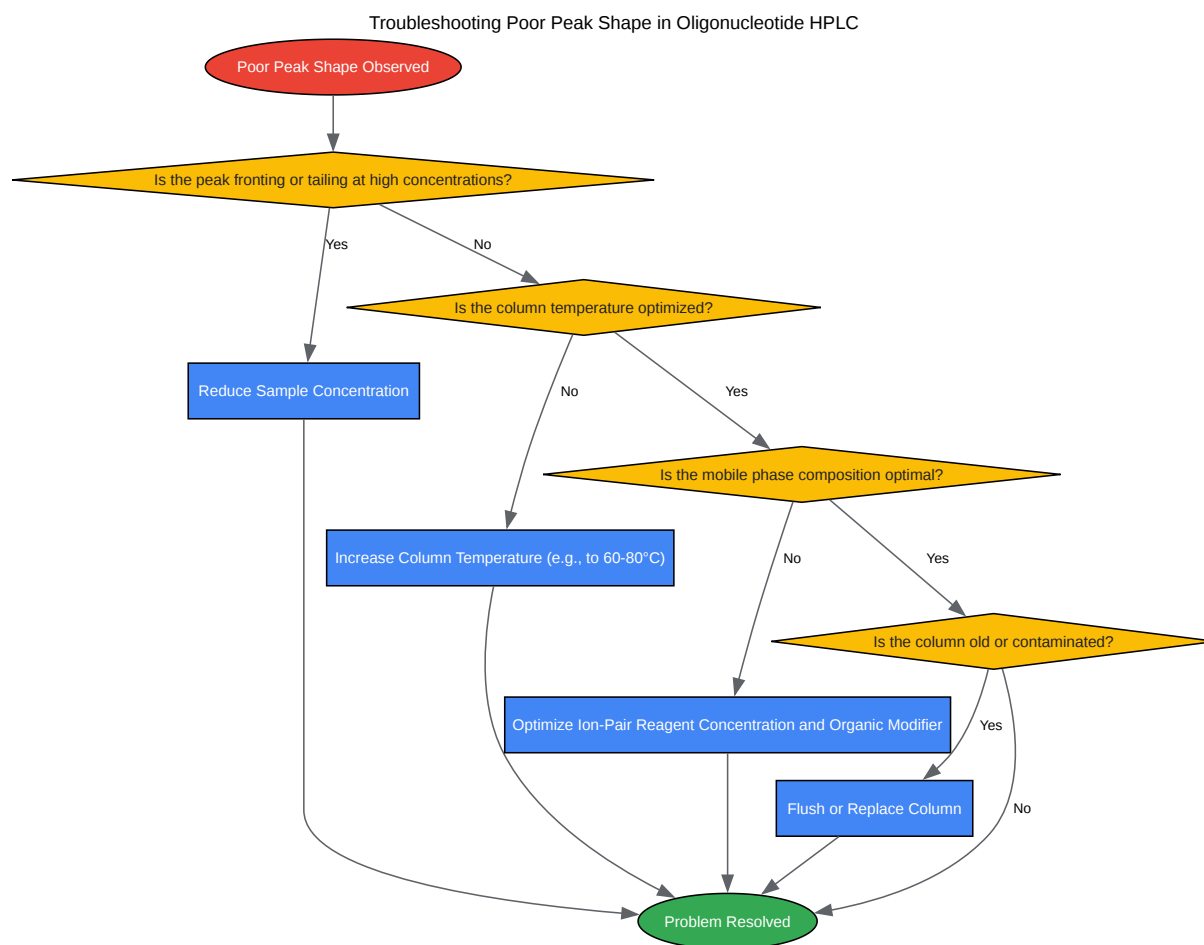 Troubleshooting Poor Peak Shape in Oligonucleotide HPLC
Poor Peak Shape Observed
Is the peak fronting or tailing at high concentrations?
Yes
No
Is the column temperature optimized?
Reduce Sample Concentration
No
Yes
Is the mobile phase composition optimal?
Increase Column Temperature (e.g., to 60-80°C)
No
Yes
Is the column old or contaminated?
Optimize Ion-Pair Reagent Concentration and Organic Modifier
Yes
Flush or Replace Column
No
Problem Resolved